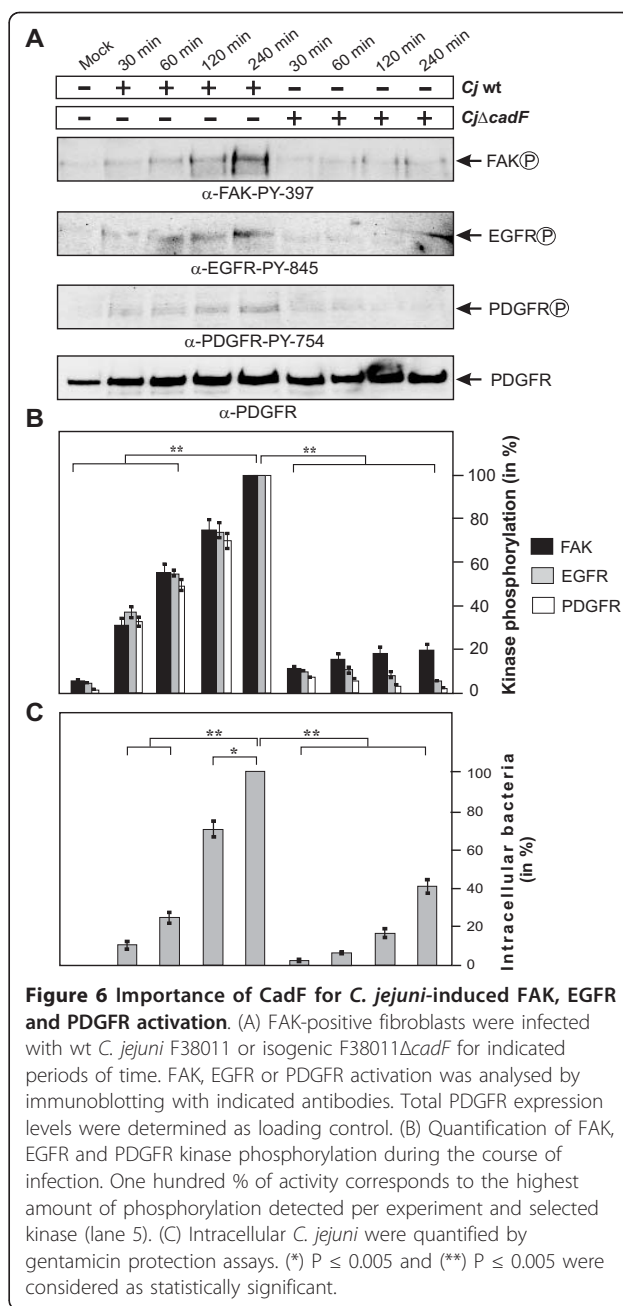 A
Mock 30 min 60 min 120 min 240 min 30 min 60 min 120 min 240 min
– + + + + – – – – Cj wt
– – – – – + + + + CjΔcadF
FAKⓅ
α-FAK-PY-397
EGFRⓅ
α-EGFR-PY-845
PDGFRⓅ
α-PDGFR-PY-754
PDGFR
α-PDGFR
B
** **
100
80
60
40
20
0
Kinase phosphorylation (in %)
FAK
EGFR
PDGFR
C
** **
*
100
80
60
40
20
0
Intracellular bacteria
(in %)
Figure 6 Importance of CadF for C. jejuni-induced FAK, EGFR
and PDGFR activation. (A) FAK-positive fibroblasts were infected
with wt C. jejuni F38011 or isogenic F38011ΔcadF for indicated
periods of time. FAK, EGFR or PDGFR activation was analysed by
immunoblotting with indicated antibodies. Total PDGFR expression
levels were determined as loading control. (B) Quantification of FAK,
EGFR and PDGFR kinase phosphorylation during the course of
infection. One hundred % of activity corresponds to the highest
amount of phosphorylation detected per experiment and selected
kinase (lane 5). (C) Intracellular C. jejuni were quantified by
gentamicin protection assays. (*) P ≤ 0.005 and (**) P ≤ 0.005 were
considered as statistically significant.